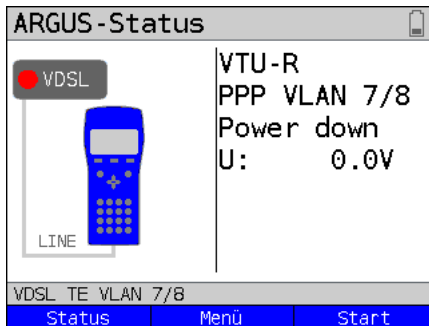 ARGUS-Status
VDSL
VTU-R
PPP VLAN 7/8
Power down
U: 0.0V
LINE
VDSL TE VLAN 7/8
Status Menü Start